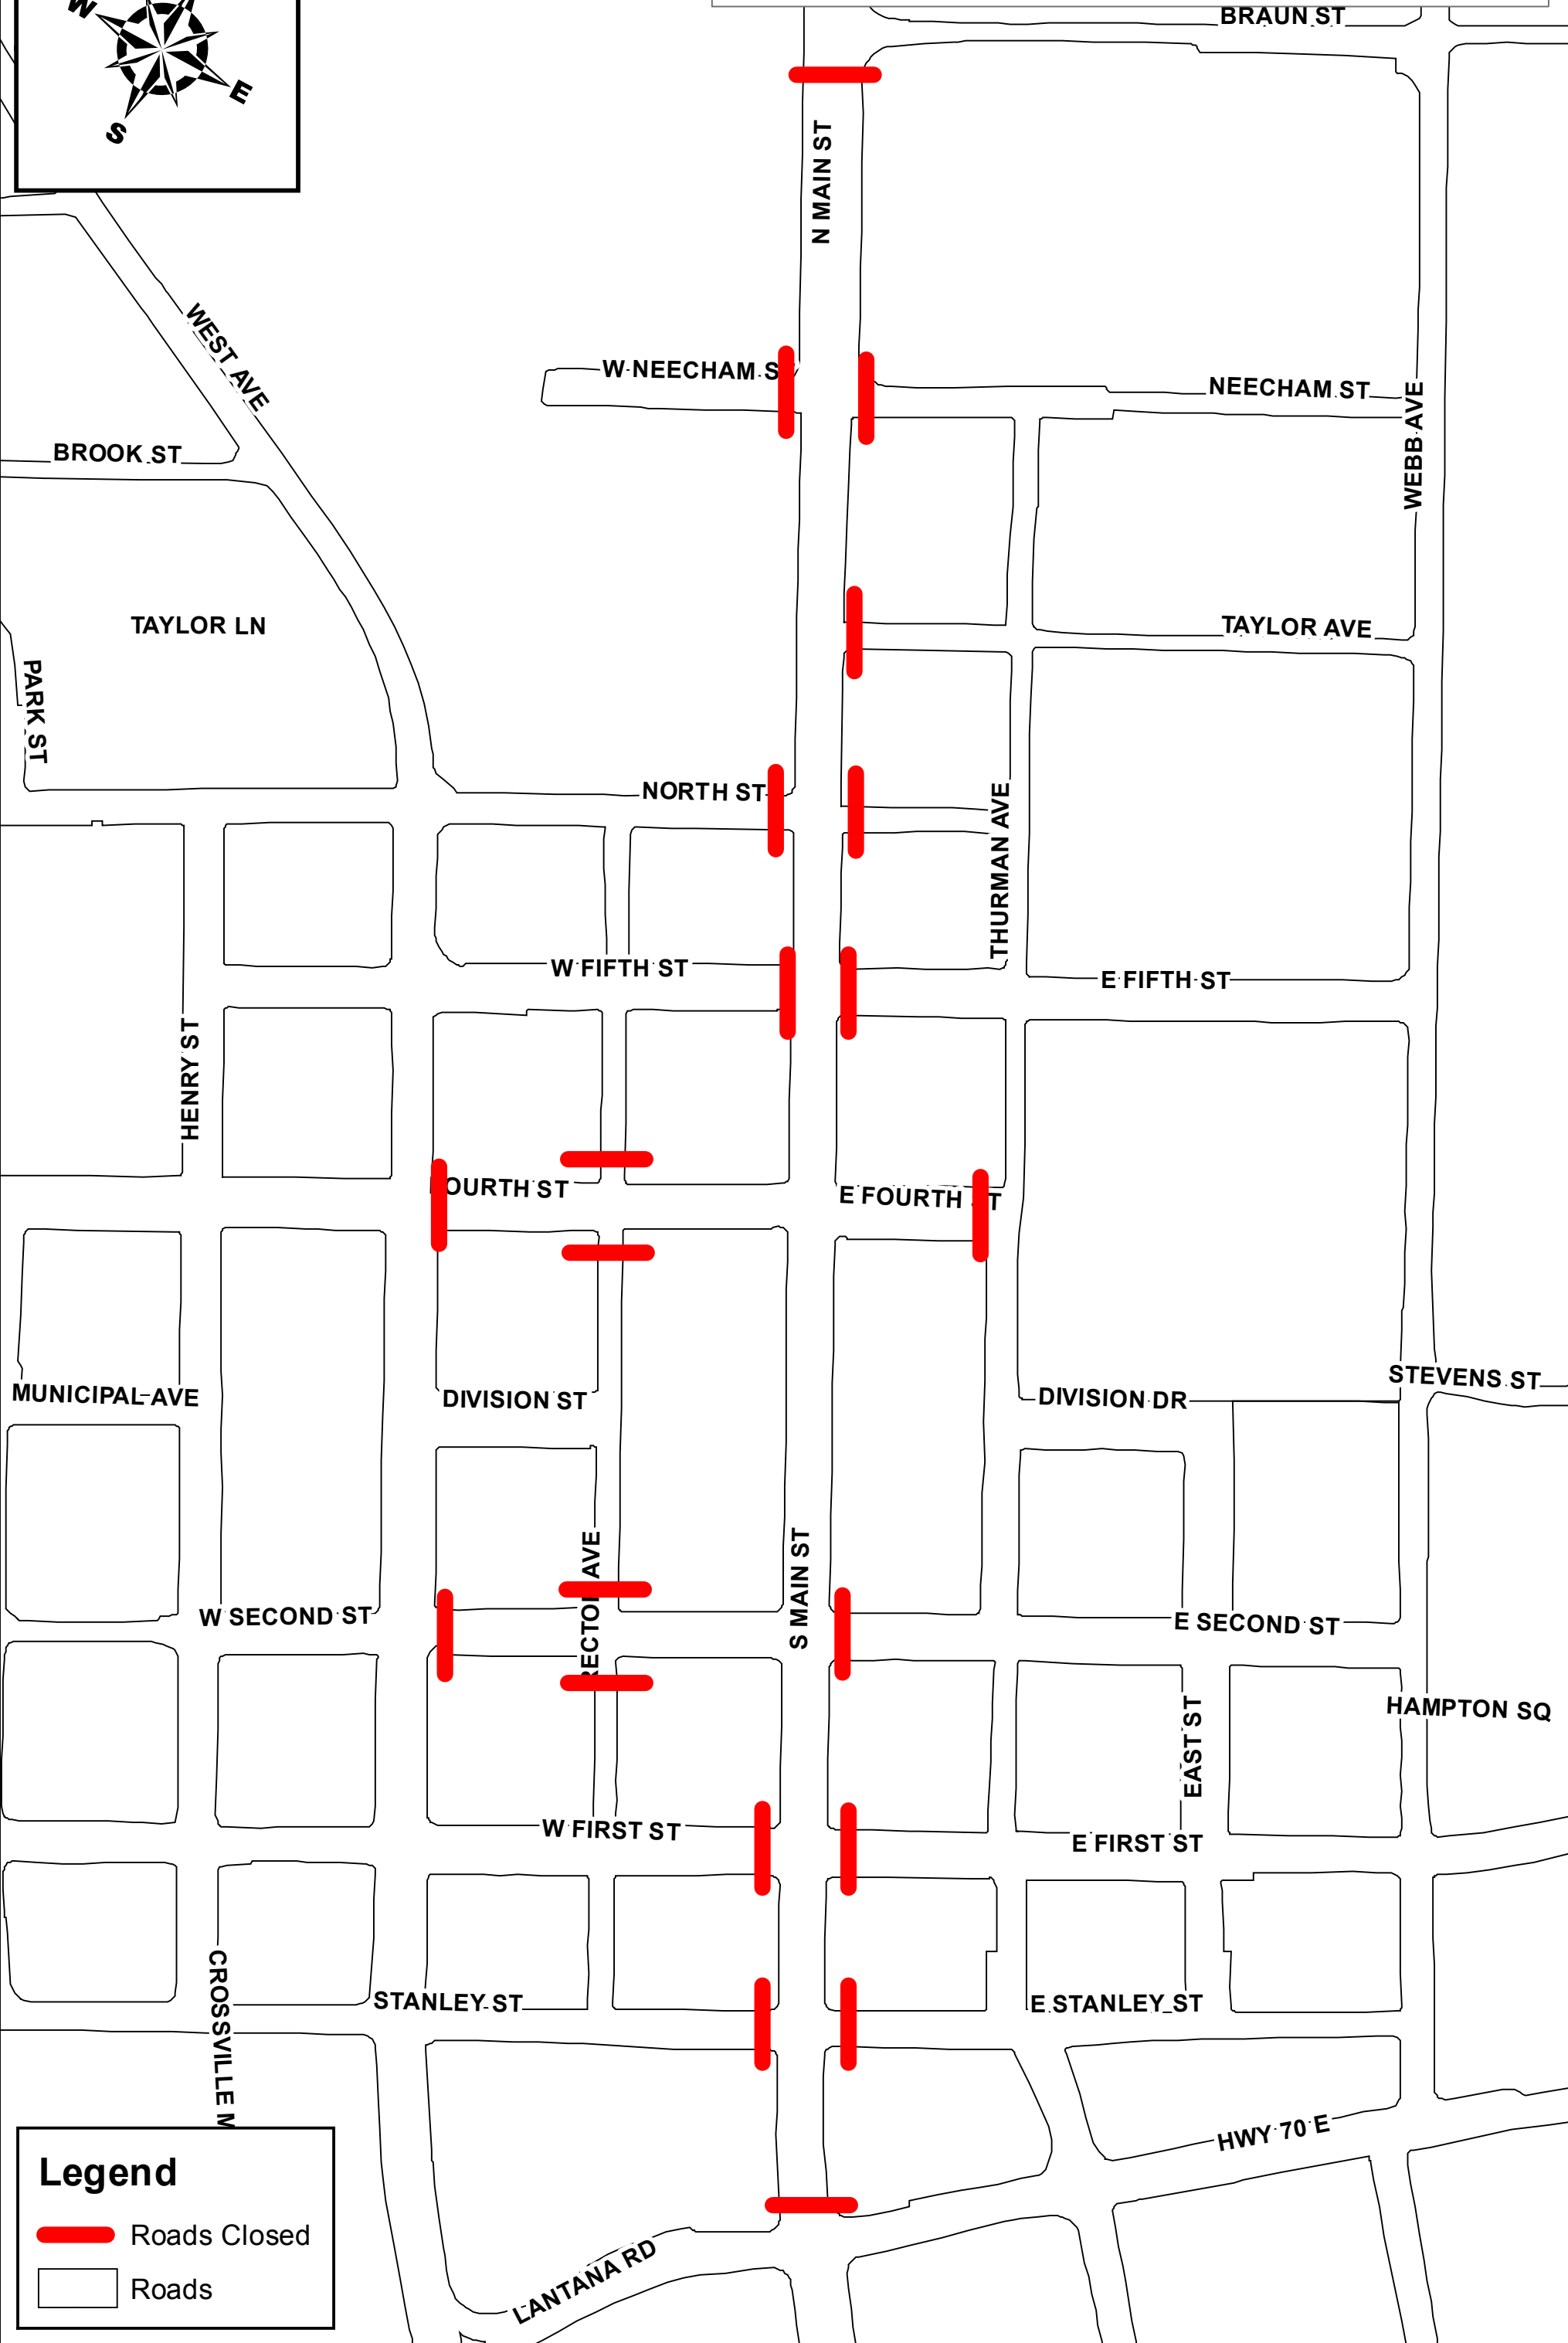 BRAUN ST
W
E
S
N MAIN ST
WEST AVE
W NEECHAM S
NEECHAM ST
WEBB AVE
BROOK ST
TAYLOR LN
TAYLOR AVE
PARK ST
NORTH ST
THURMAN AVE
W FIFTH ST
E FIFTH ST
HENRY ST
OURTH ST
E FOURTH ST
MUNICIPAL AVE
DIVISION ST
DIVISION DR
STEVENS ST
RECTOR AVE
S MAIN ST
W SECOND ST
E SECOND ST
EAST ST
HAMPTON SQ
W FIRST ST
E FIRST ST
CROSSVILLE M
STANLEY ST
E STANLEY ST
HWY 70 E
LANTANA RD
Legend
Roads Closed
Roads